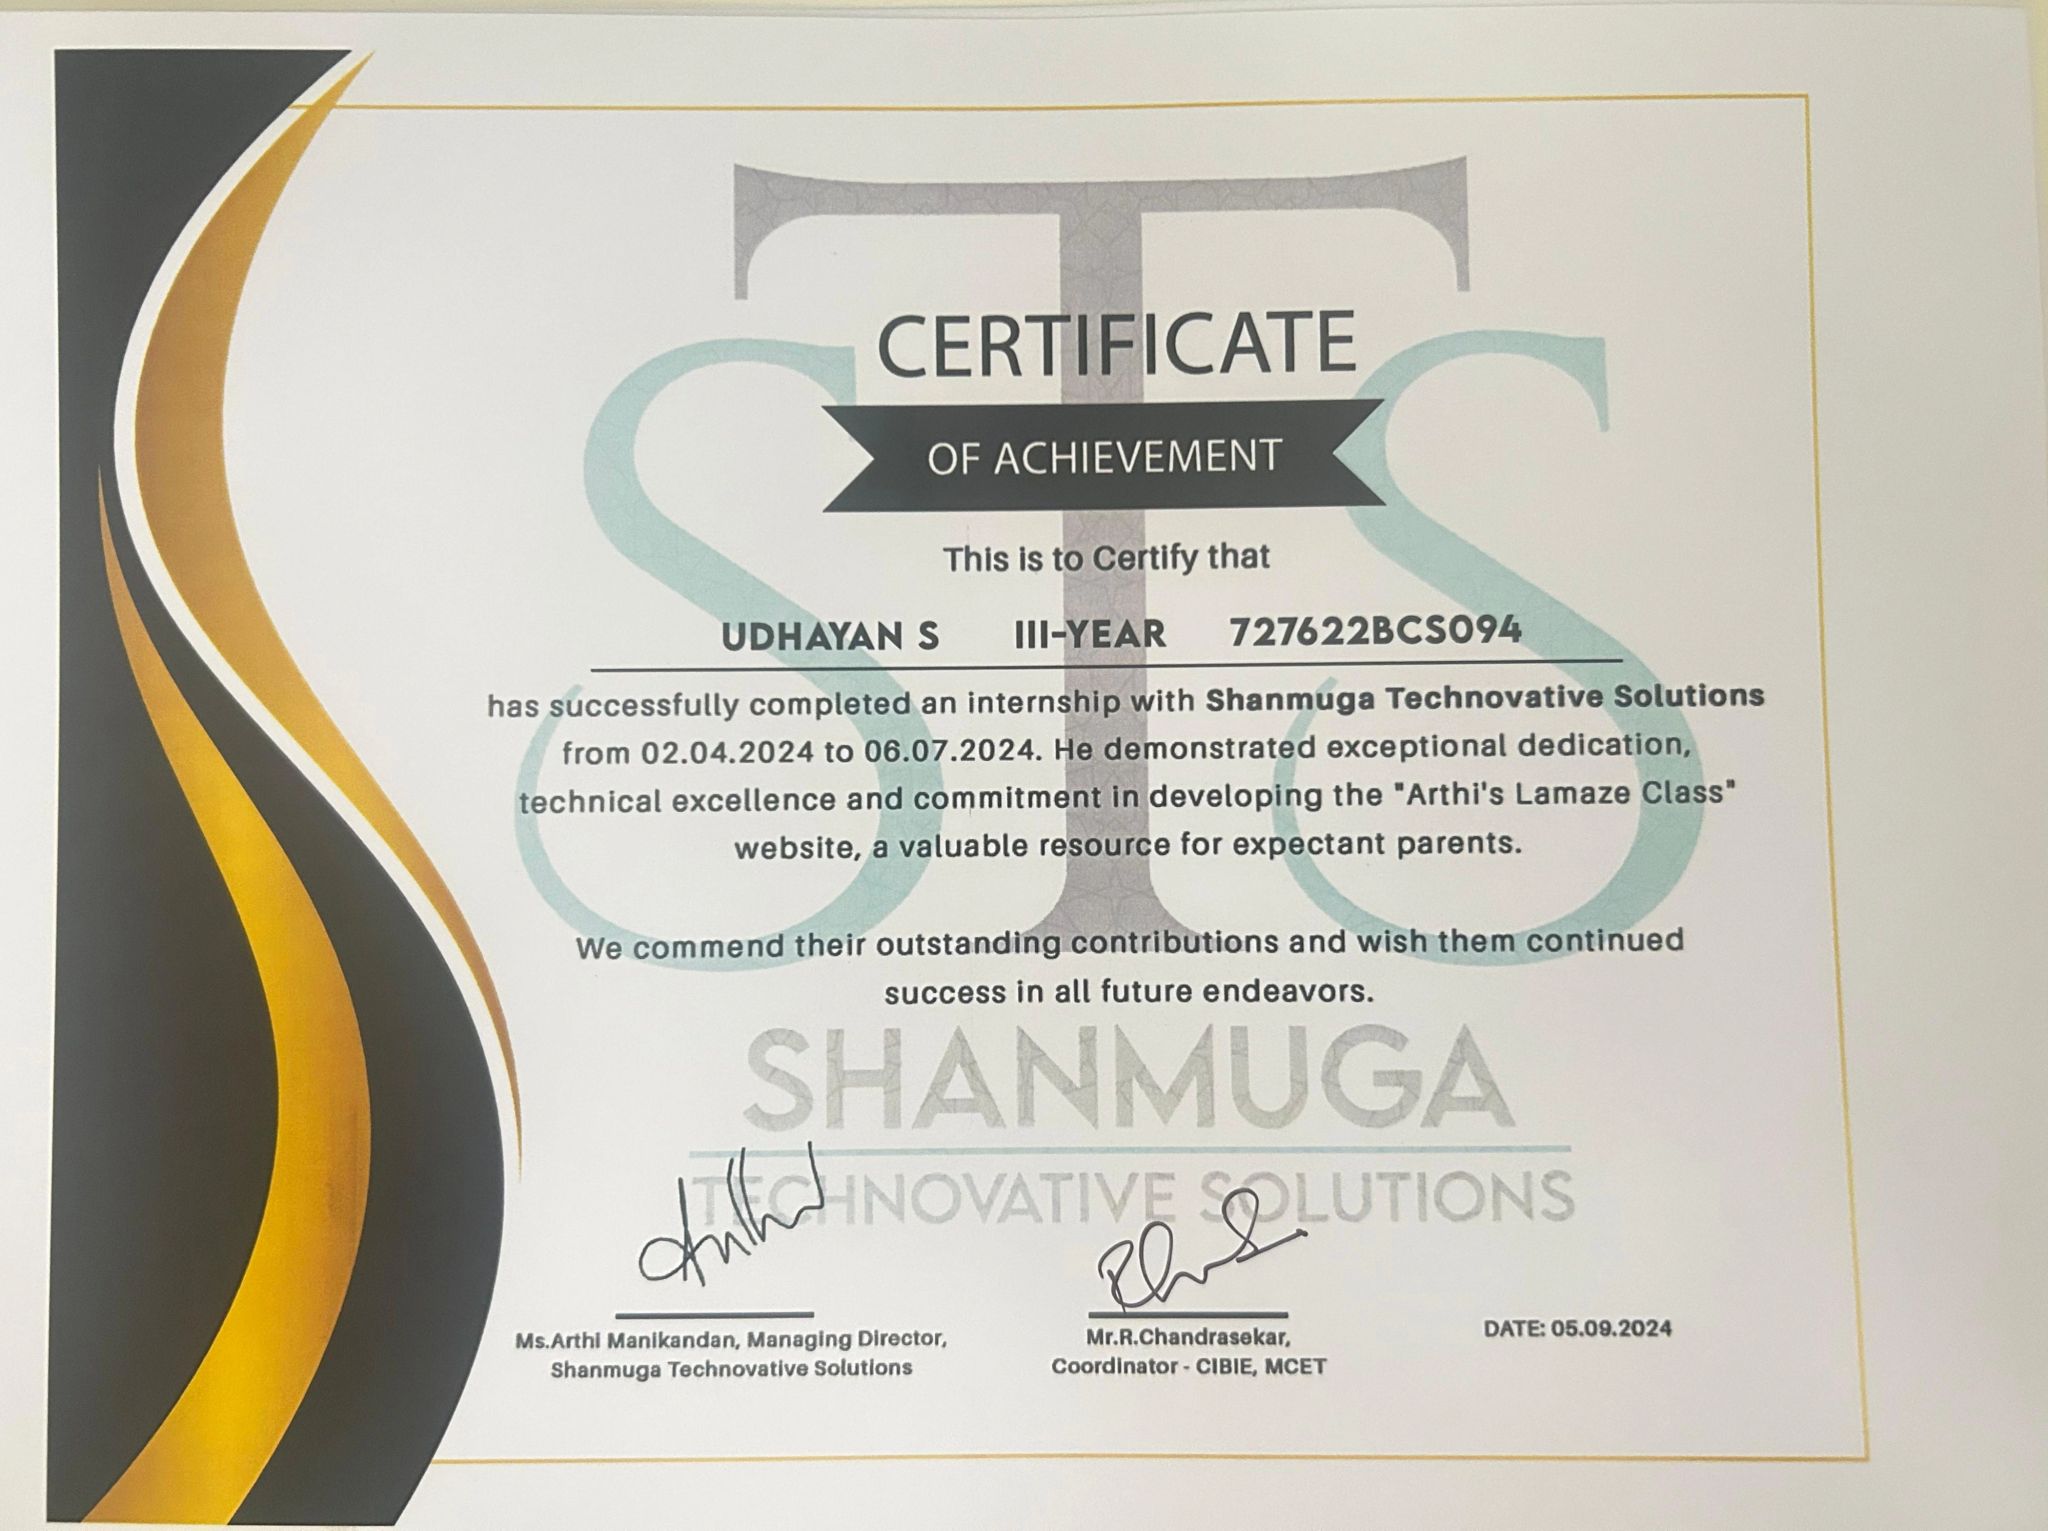 CERTIFICATE
OF ACHIEVEMENT
This is to Certify that
UDHAYAN S III-YEAR 727622BCS094
has successfully completed an internship with Shanmuga Technovative Solutions
from 02.04.2024 to 06.07.2024. He demonstrated exceptional dedication,
technical excellence and commitment in developing the "Arthi's Lamaze Class"
website, a valuable resource for expectant parents.
We commend their outstanding contributions and wish them continued
success in all future endeavors.
STS
SHANMUGA
TECHNOVATIVE SOLUTIONS
Ms.Arthi Manikandan, Managing Director,
Shanmuga Technovative Solutions
Mr.R.Chandrasekar,
Coordinator - CIBIE, MCET
DATE: 05.09.2024